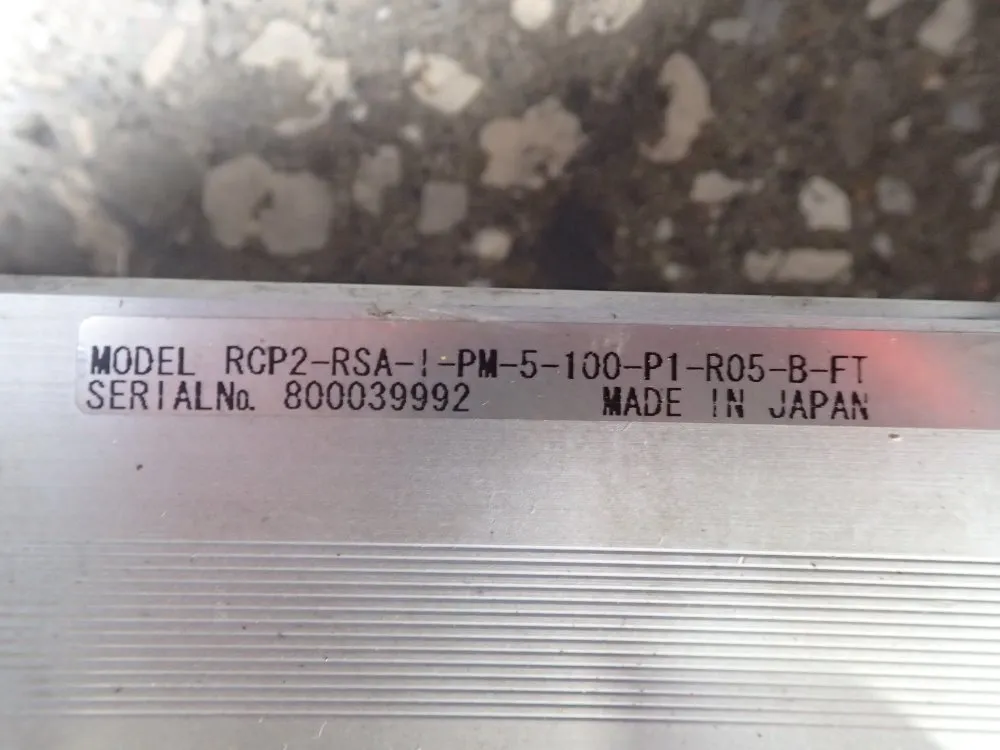 MODEL RCP2-RSA-I-PM-5-100-P1-R05-B-FT
SERIALNo. 800039992 MADE IN JAPAN